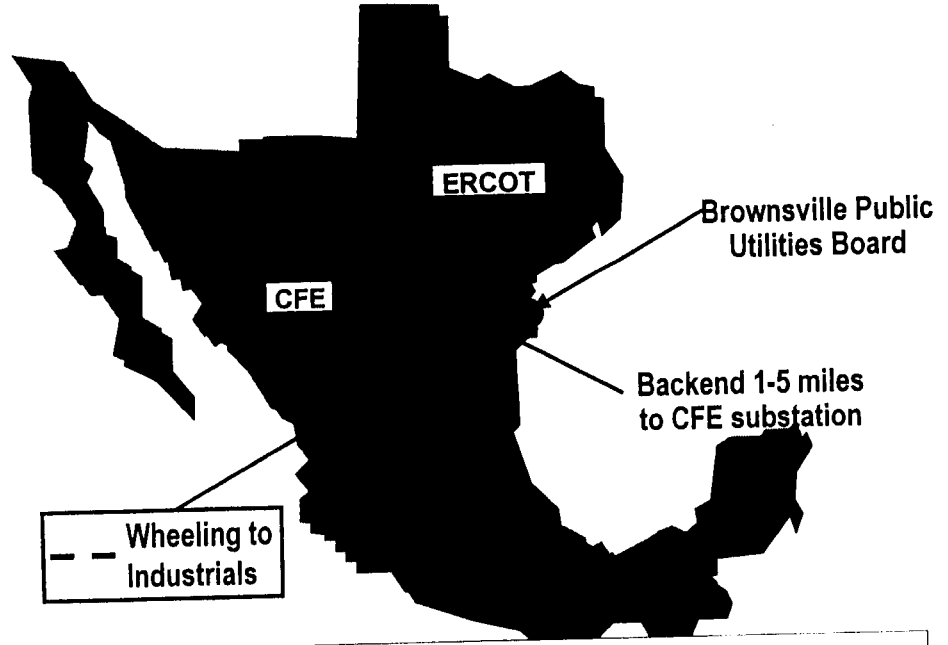 ERCOT
Brownsville Public
Utilities Board
CFE
Backend 1-5 miles
to CFE substation
Wheeling to
Industrials